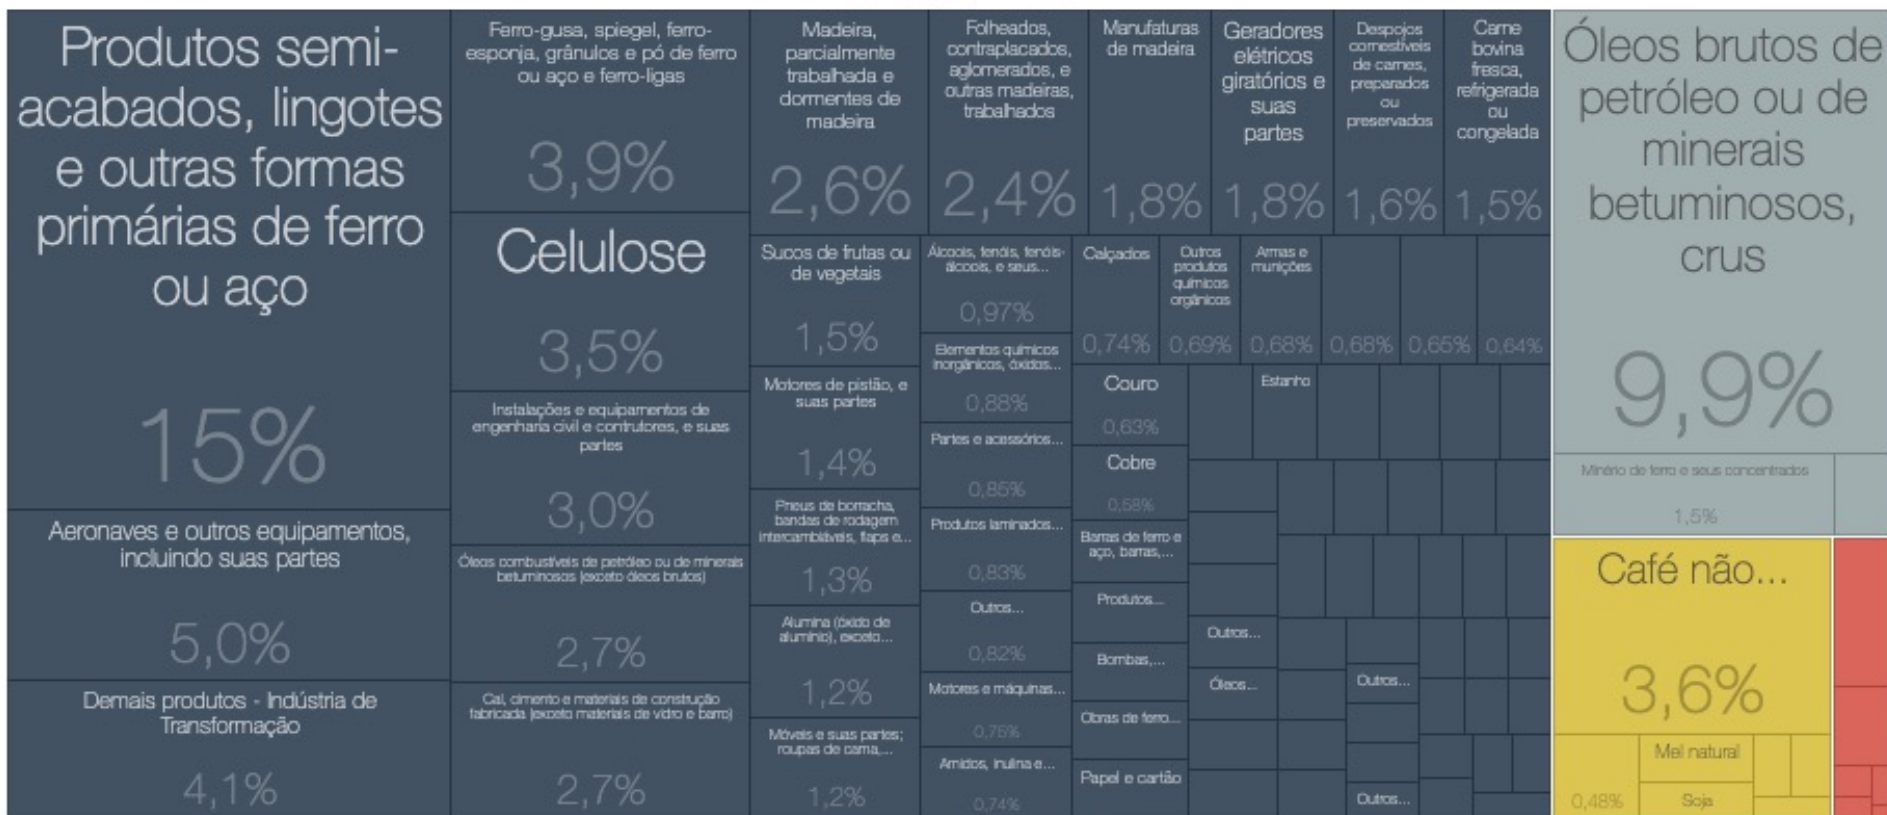 Produtos semi-
acabados, lingotes
e outras formas
primárias de ferro
ou aço
15%
Aeronaves e outros equipamentos,
incluindo suas partes
5,0%
Demais produtos - Indústria de
Transformação
4,1%
Ferro-gusa, spiegel, ferro-
esponja, grânulos e pó de ferro
ou aço e ferro-ligas
3,9%
Celulose
3,5%
Instalações e equipamentos de
engenharia civil e contrutores, e suas
partes
3,0%
Óleos combustíveis de petróleo ou de minerais
betuminosos (exceto óleos brutos)
2,7%
Cal, cimento e materiais de construção
fabricada (exceto materiais de vidro e barro)
2,7%
Madeira,
parcialmente
trabalhada e
dormentes de
madeira
2,6%
Sucos de frutas ou
de vegetais
1,5%
Motores de pistão, e
suas partes
1,4%
Pneus de borracha,
bandas de rodagem
intercambiáveis, flaps e...
1,3%
Alumina (óxido de
alumínio), exceto...
1,2%
Móveis e suas partes;
roupas de cama,...
1,2%
Folheados,
contraplacados,
aglomerados, e
outras madeiras,
trabalhados
2,4%
Álcoois, fenóis, fenóis-
álcoois, e seus...
0,97%
Elementos químicos
inorgânicos, óxidos...
0,88%
Partes e acessórios...
0,85%
Produtos laminados...
0,83%
Outros...
0,82%
Motores e máquinas...
0,75%
Amidos, inulina e...
0,74%
Manufaturas
de madeira
1,8%
Geradores
elétricos
giratórios e
suas
partes
1,8%
Despojos
comestíveis
de carnes,
preparados
ou
preservados
1,6%
Carne
bovina
fresca,
refrigerada
ou
congelada
1,5%
Calçados
0,74%
Outros
produtos
químicos
orgânicos
0,69%
Armas e
munições
0,68%
0,68%
0,65%
0,64%
Couro
0,63%
Cobre
0,58%
Barras de ferro e
aço, barras,...
Produtos...
Bombas,...
Obras de ferro...
Papel e cartão
Estanho
Outros...
Óleos...
Outros...
Outros...
Óleos brutos de
petróleo ou de
minerais
betuminosos,
crus
9,9%
Minério de ferro e seus concentrados
1,5%
Café não...
3,6%
0,48%
Mel natural
Soja